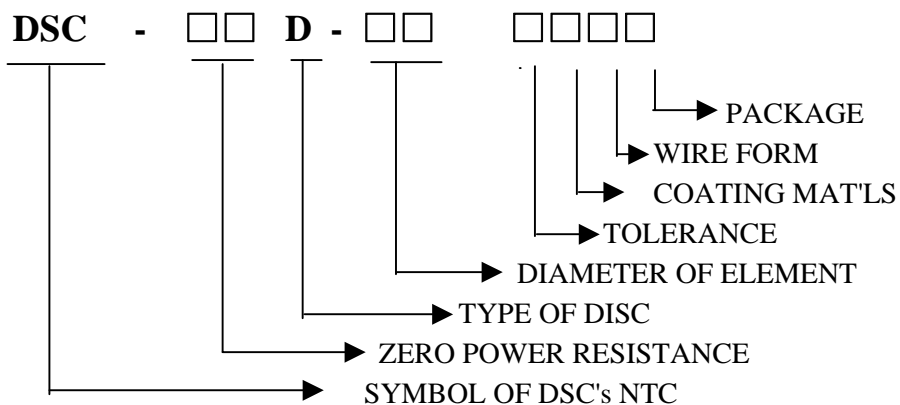 DSC - □□ D - □□ □□□□
PACKAGE
WIRE FORM
COATING MAT'LS
TOLERANCE
DIAMETER OF ELEMENT
TYPE OF DISC
ZERO POWER RESISTANCE
SYMBOL OF DSC's NTC